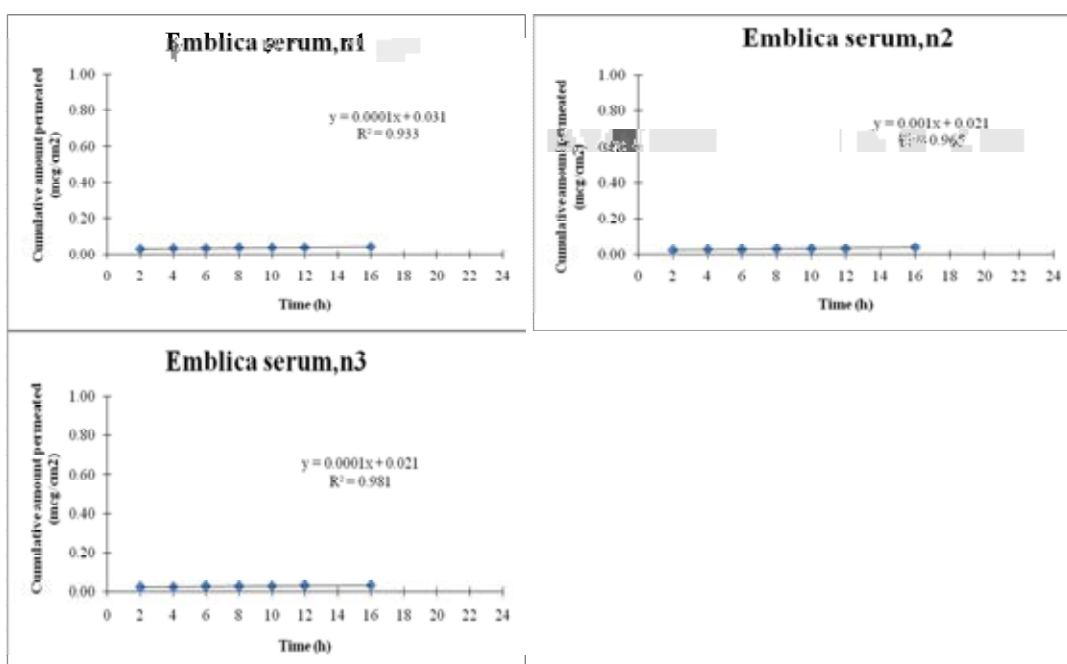 Emblica serum,n1
Cumulative amount permeated
(mcg/cm2)
1.00
0.80
0.60
0.40
0.20
0.00
y = 0.0001x + 0.031
R² = 0.933
0 2 4 6 8 10 12 14 16 18 20 22 24
Time (h)
Emblica serum,n2
Cumulative amount permeated
(mcg/cm2)
1.00
0.80
0.60
0.40
0.20
0.00
y = 0.001x + 0.021
0 2 4 6 8 10 12 14 16 18 20 22 24
Time (h)
Emblica serum,n3
Cumulative amount permeated
(mcg/cm2)
1.00
0.80
0.60
0.40
0.20
0.00
y = 0.0001x + 0.021
R² = 0.981
0 2 4 6 8 10 12 14 16 18 20 22 24
Time (h)